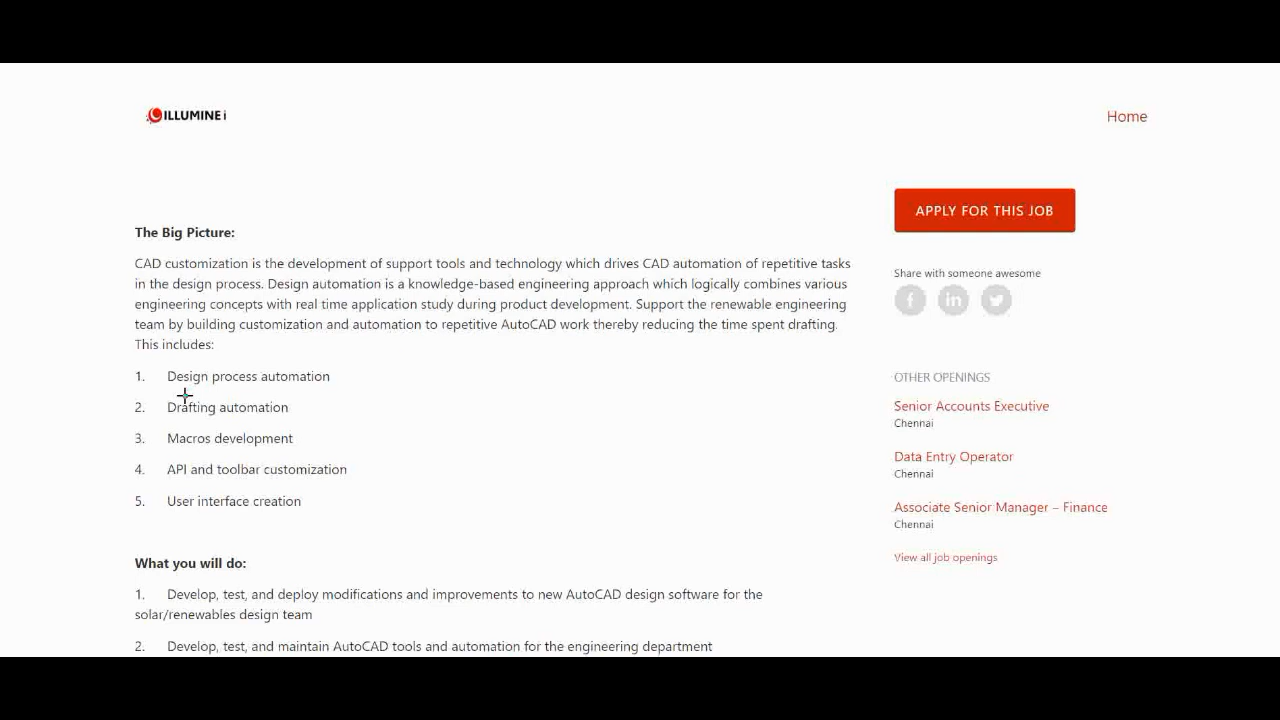 ILLUMINE i
Home
APPLY FOR THIS JOB
The Big Picture:
CAD customization is the development of support tools and technology which drives CAD automation of repetitive tasks
in the design process. Design automation is a knowledge-based engineering approach which logically combines various
engineering concepts with real time application study during product development. Support the renewable engineering
team by building customization and automation to repetitive AutoCAD work thereby reducing the time spent drafting.
This includes:
1. Design process automation
2. Drafting automation
3. Macros development
4. API and toolbar customization
5. User interface creation
What you will do:
1. Develop, test, and deploy modifications and improvements to new AutoCAD design software for the
solar/renewables design team
2. Develop, test, and maintain AutoCAD tools and automation for the engineering department
Share with someone awesome
f in
OTHER OPENINGS
Senior Accounts Executive
Chennai
Data Entry Operator
Chennai
Associate Senior Manager – Finance
Chennai
View all job openings